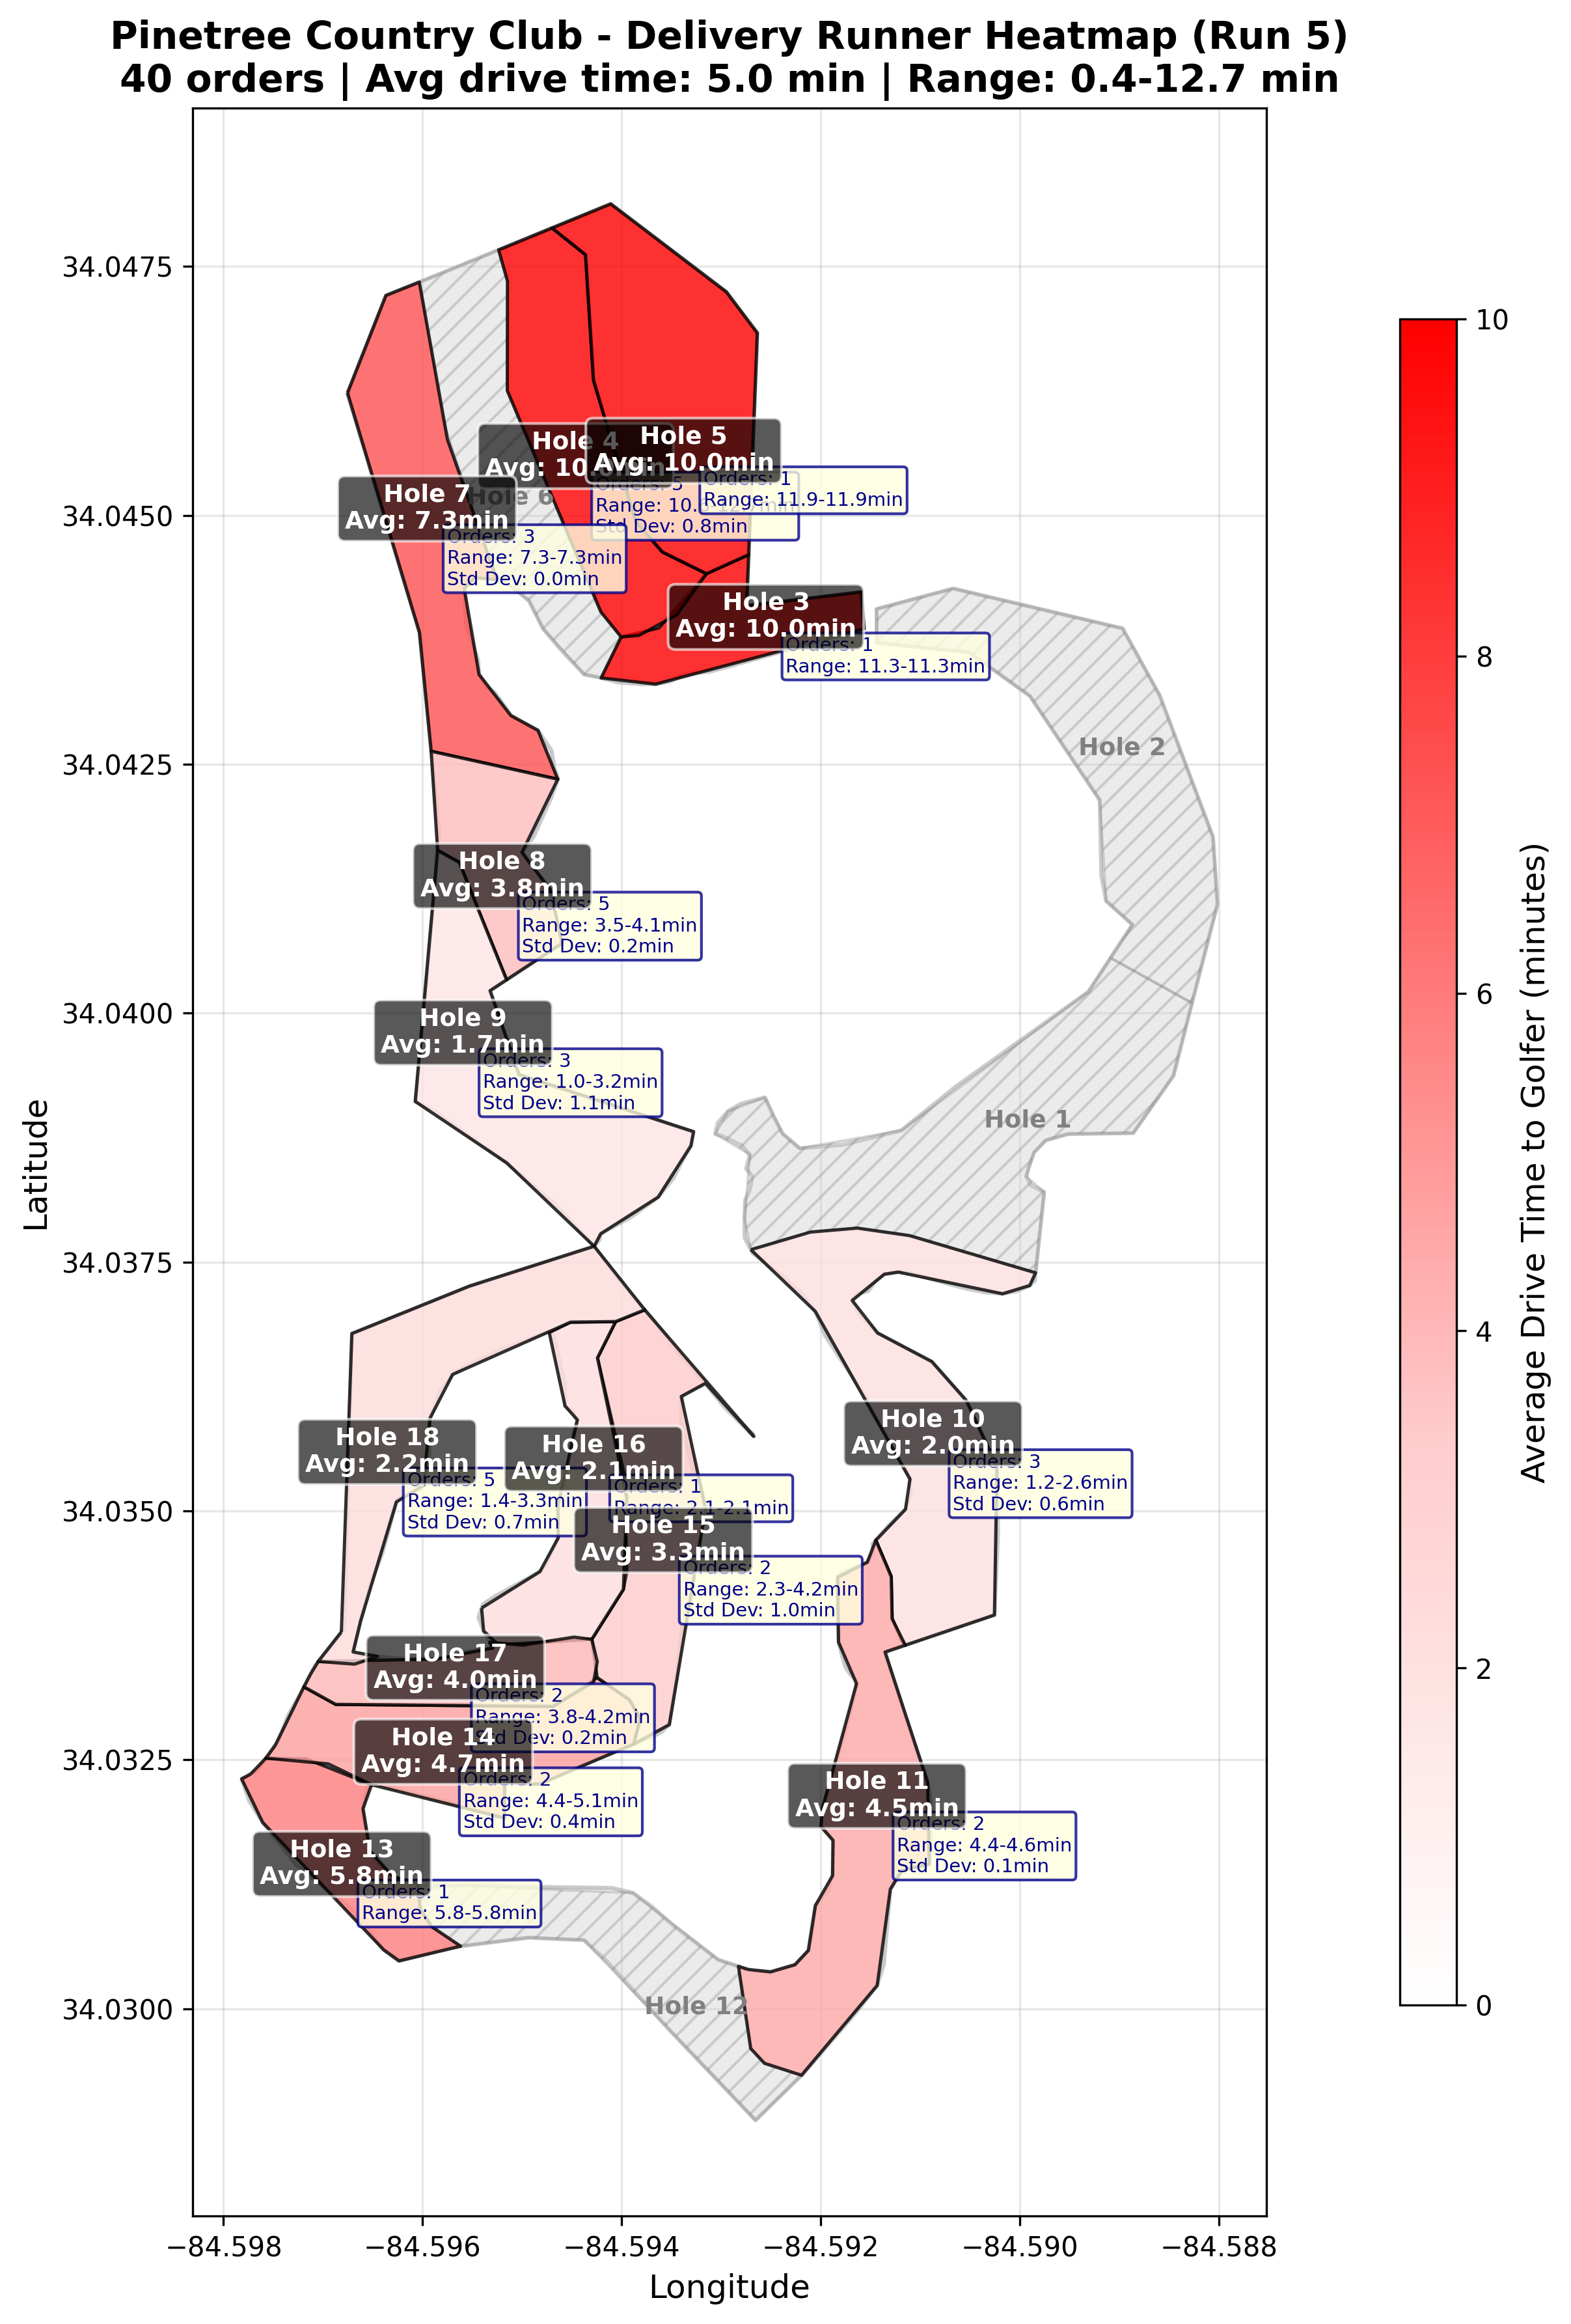 Pinetree Country Club - Delivery Runner Heatmap (Run 5)
40 orders | Avg drive time: 5.0 min | Range: 0.4-12.7 min
34.0475
34.0450
34.0425
34.0400
34.0375
34.0350
34.0325
34.0300
Latitude
−84.598
−84.596
−84.594
−84.592
−84.590
−84.588
Longitude
10
8
6
4
2
0
Average Drive Time to Golfer (minutes)
Hole 4
Avg: 10.
Orders: 5
Range: 10.
Std Dev: 0.8min
Hole 5
Avg: 10.0min
Orders: 1
Range: 11.9-11.9min
Hole 6
Hole 7
Avg: 7.3min
Orders: 3
Range: 7.3-7.3min
Std Dev: 0.0min
Hole 3
Avg: 10.0min
Orders: 1
Range: 11.3-11.3min
Hole 2
Hole 8
Avg: 3.8min
Orders: 5
Range: 3.5-4.1min
Std Dev: 0.2min
Hole 9
Avg: 1.7min
Orders: 3
Range: 1.0-3.2min
Std Dev: 1.1min
Hole 1
Hole 10
Avg: 2.0min
Orders: 3
Range: 1.2-2.6min
Std Dev: 0.6min
Hole 18
Avg: 2.2min
Orders: 5
Range: 1.4-3.3min
Std Dev: 0.7min
Hole 16
Avg: 2.1min
Orders: 1
Range: 2.1-2.1min
Hole 15
Avg: 3.3min
Orders: 2
Range: 2.3-4.2min
Std Dev: 1.0min
Hole 17
Avg: 4.0min
Orders: 2
Range: 3.8-4.2min
Std Dev: 0.2min
Hole 14
Avg: 4.7min
Orders: 2
Range: 4.4-5.1min
Std Dev: 0.4min
Hole 11
Avg: 4.5min
Orders: 2
Range: 4.4-4.6min
Std Dev: 0.1min
Hole 13
Avg: 5.8min
Orders: 1
Range: 5.8-5.8min
Hole 12